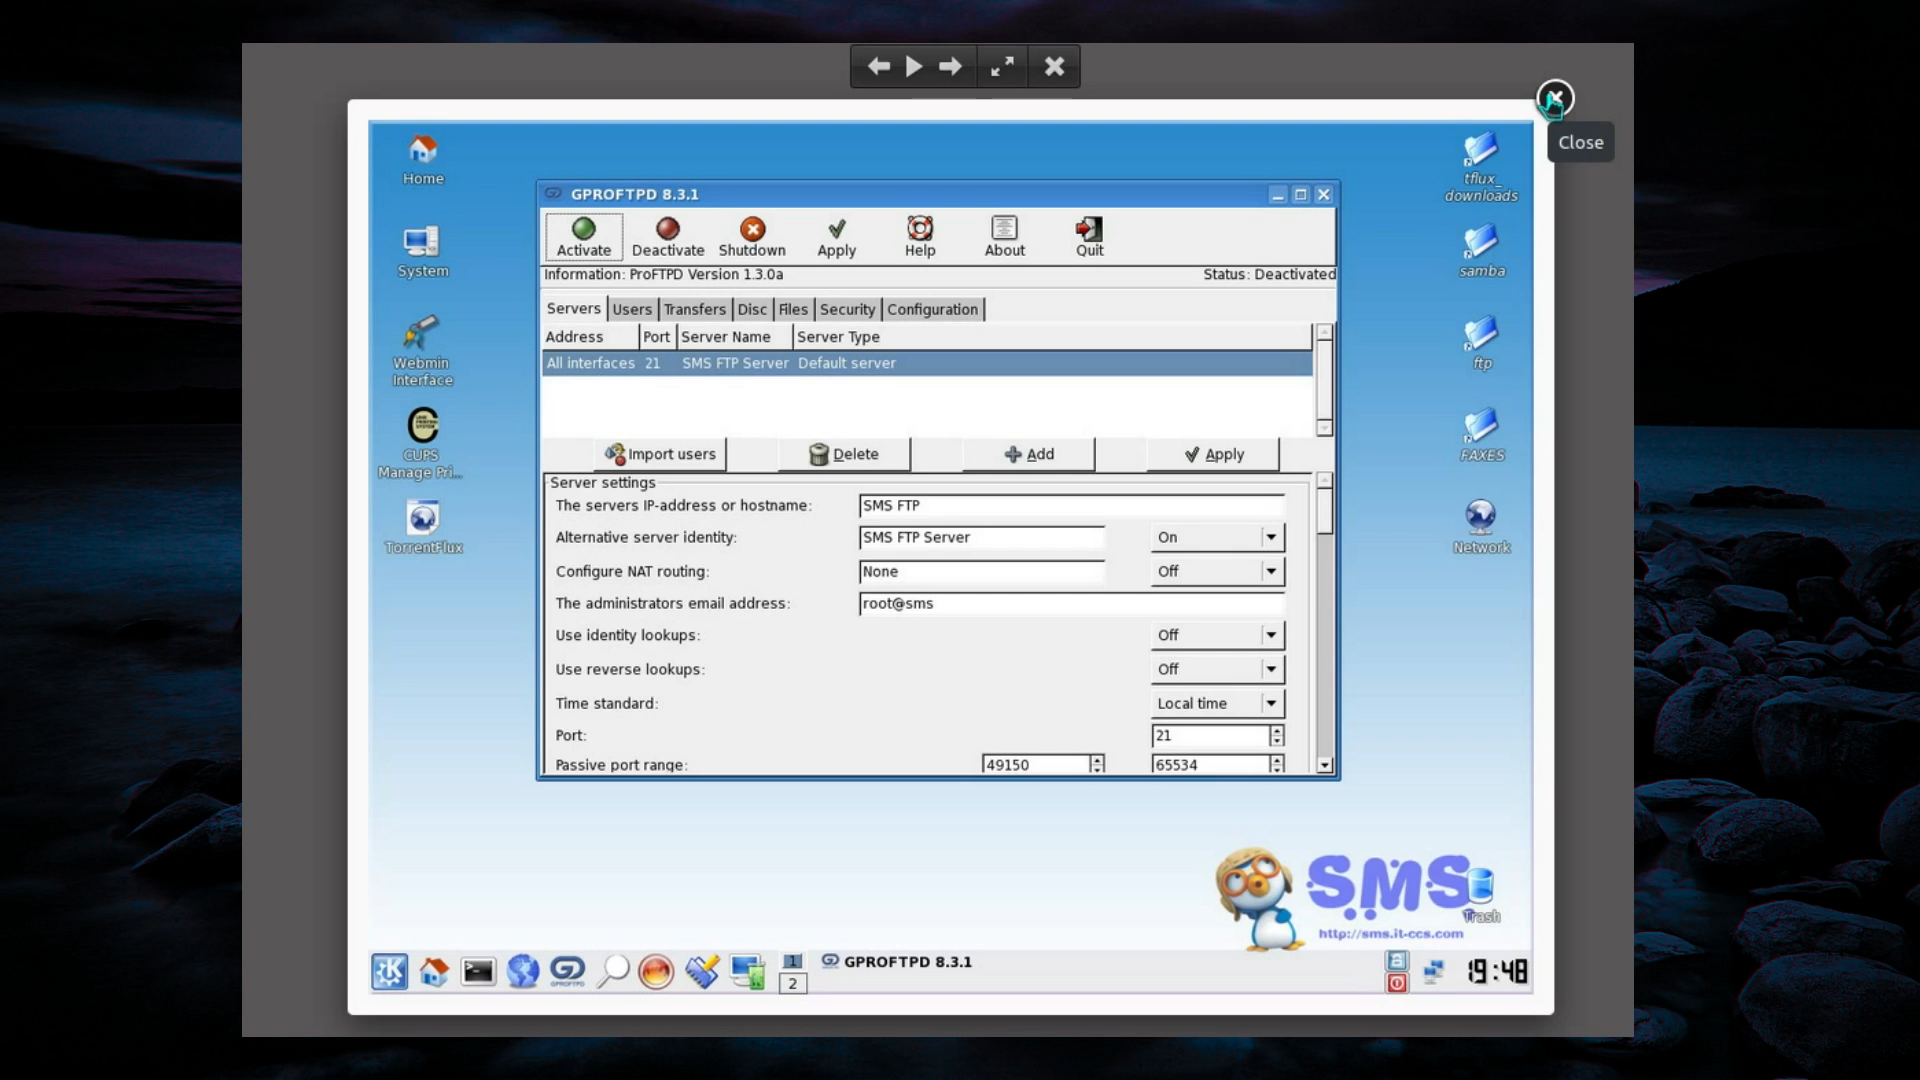 Close
Home
System
Webmin
Interface
CUPS
Manage Pri...
TorrentFlux
tflux_
downloads
samba
ftp
FAXES
Network
GPROFTPD 8.3.1
Activate Deactivate Shutdown Apply Help About Quit
Information: ProFTPD Version 1.3.0a Status: Deactivated
Servers Users Transfers Disc Files Security Configuration
Address Port Server Name Server Type
All interfaces 21 SMS FTP Server Default server
Import users Delete Add Apply
Server settings
The servers IP-address or hostname: SMS FTP
Alternative server identity: SMS FTP Server On
Configure NAT routing: None Off
The administrators email address: root@sms
Use identity lookups: Off
Use reverse lookups: Off
Time standard: Local time
Port: 21
Passive port range: 49150 65534
SMS
Trash
http://sms.it-ccs.com
GPROFTPD
1
2
GPROFTPD 8.3.1
19:48